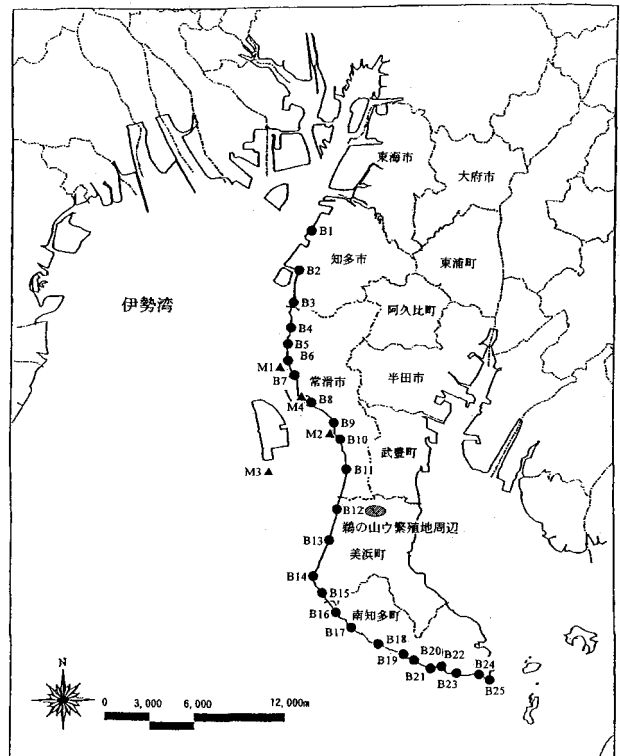 東海市
大府市
B1
知多市
東浦町
B2
B3
伊勢湾
阿久比町
B4
B5
B6
M1
B7
常滑市
半田市
M4
B8
B9
M2
B10
武豊町
M3
B11
B12
鵜の山ウ繁殖地周辺
B13
美浜町
B14
B15
B16
南知多町
B17
B18
B19
B20
B22
B21
B23
B24
B25
N
0 3,000 6,000 12,000m